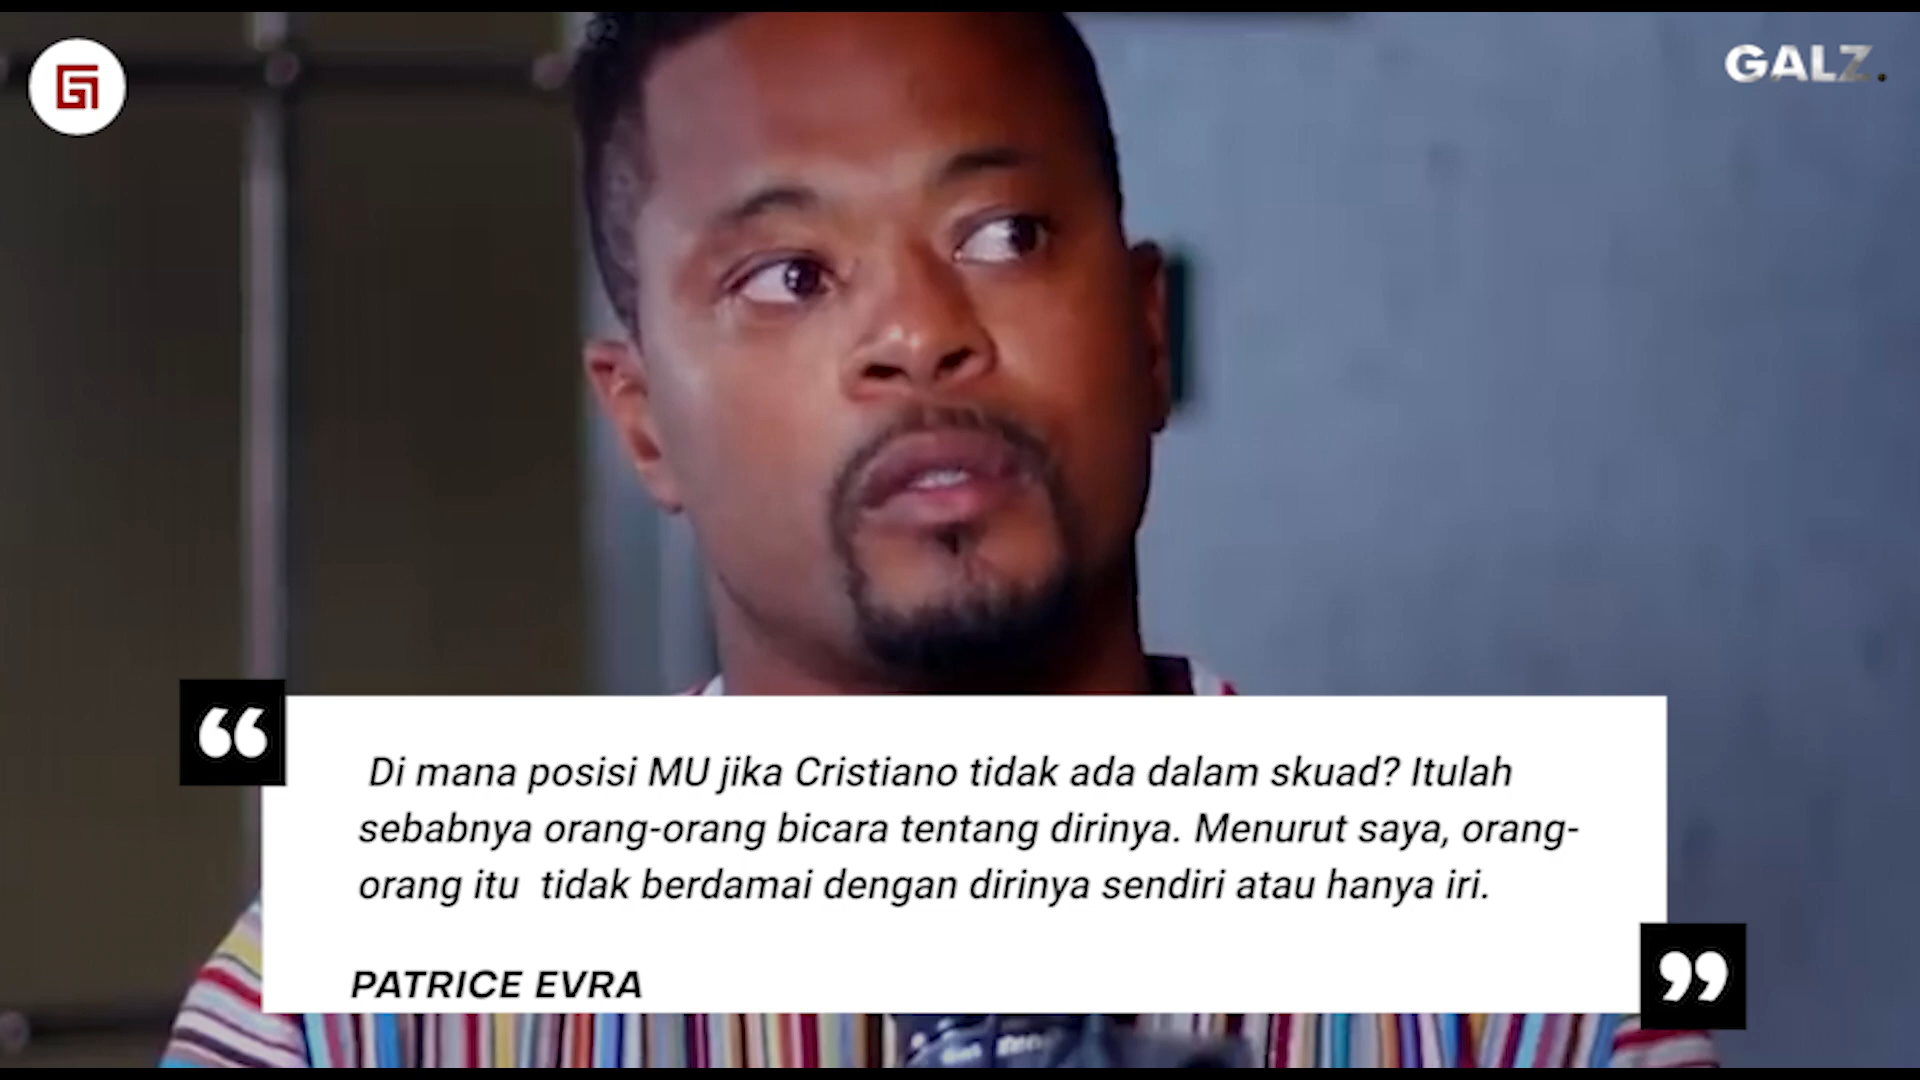 GALZ.
Di mana posisi MU jika Cristiano tidak ada dalam skuad? Itulah
sebabnya orang-orang bicara tentang dirinya. Menurut saya, orang-
orang itu  tidak berdamai dengan dirinya sendiri atau hanya iri.
PATRICE EVRA